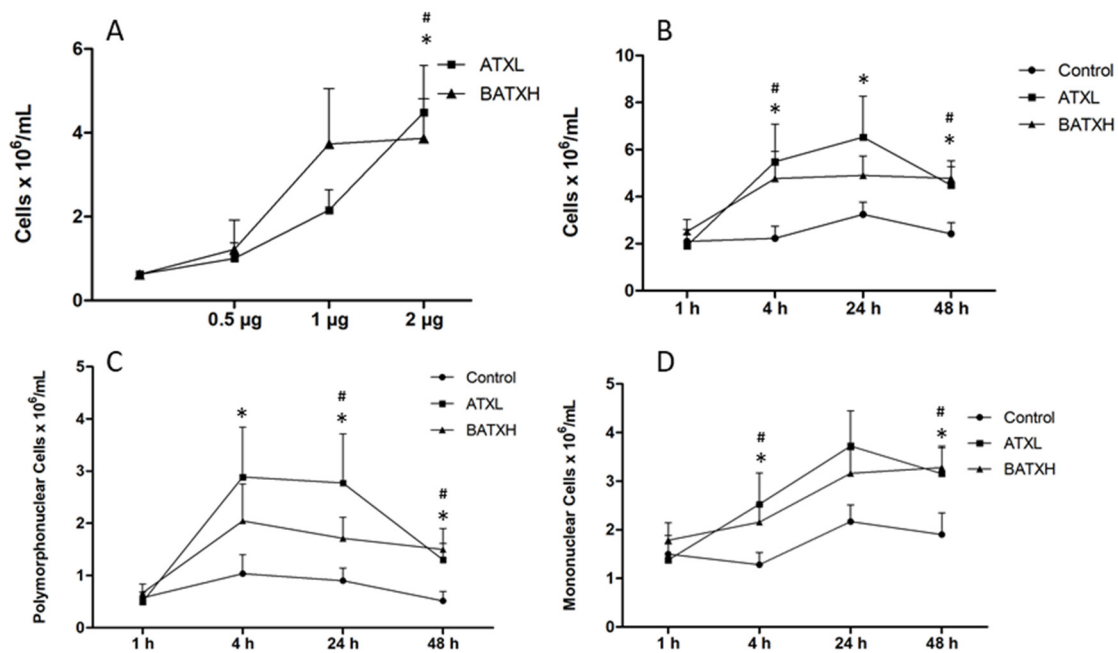 A
#
*
ATXL
BATXH
6
4
2
0
Cells x 10⁶/mL
0.5 µg
1 µg
2 µg
B
Control
ATXL
BATXH
10
8
6
4
2
0
Cells x 10⁶/mL
#
*
*
#
*
1 h
4 h
24 h
48 h
C
Control
ATXL
BATXH
5
4
3
2
1
0
Polymorphonuclear Cells x 10⁶/mL
*
#
*
#
*
1 h
4 h
24 h
48 h
D
Control
ATXL
BATXH
5
4
3
2
1
0
Mononuclear Cells x 10⁶/mL
#
*
#
*
1 h
4 h
24 h
48 h